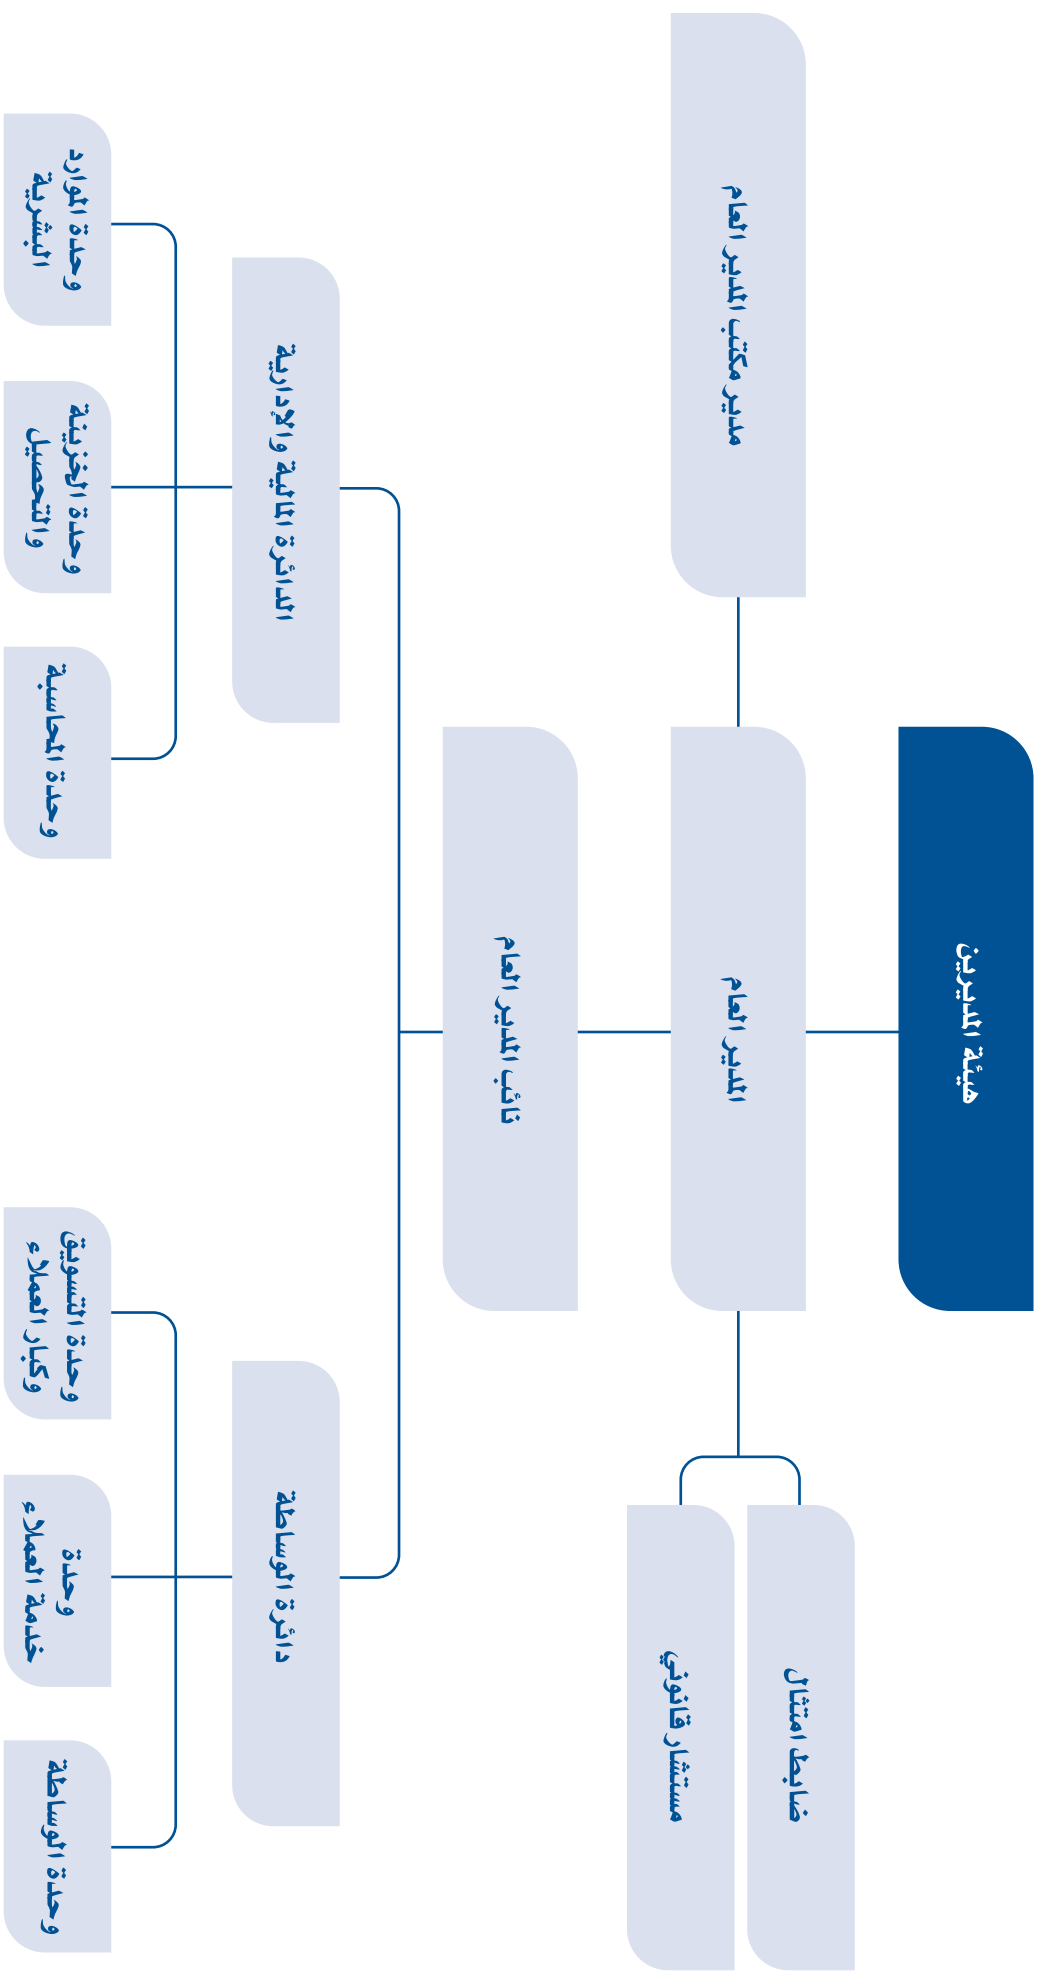 هيئة المديرين
المدير العام
مدير مكتب المدير العام
ضابط امتثال
مستشار قانوني
نائب المدير العام
دائرة الوساطة
الدائرة المالية والإدارية
وحدة الوساطة
وحدة
خدمة العملاء
وحدة التسويق
وكبار العملاء
وحدة المحاسبة
وحدة الخزينة
والتحصيل
وحدة الموارد
البشرية